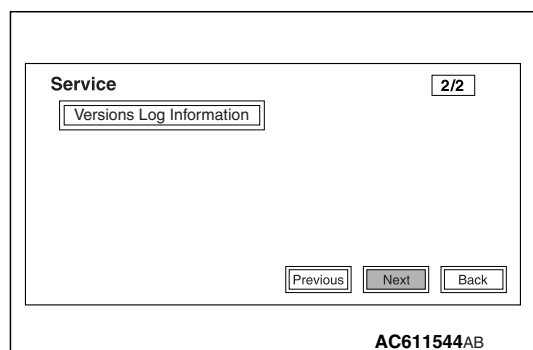 Service 2/2
Versions Log Information
Previous Next Back
AC611544AB